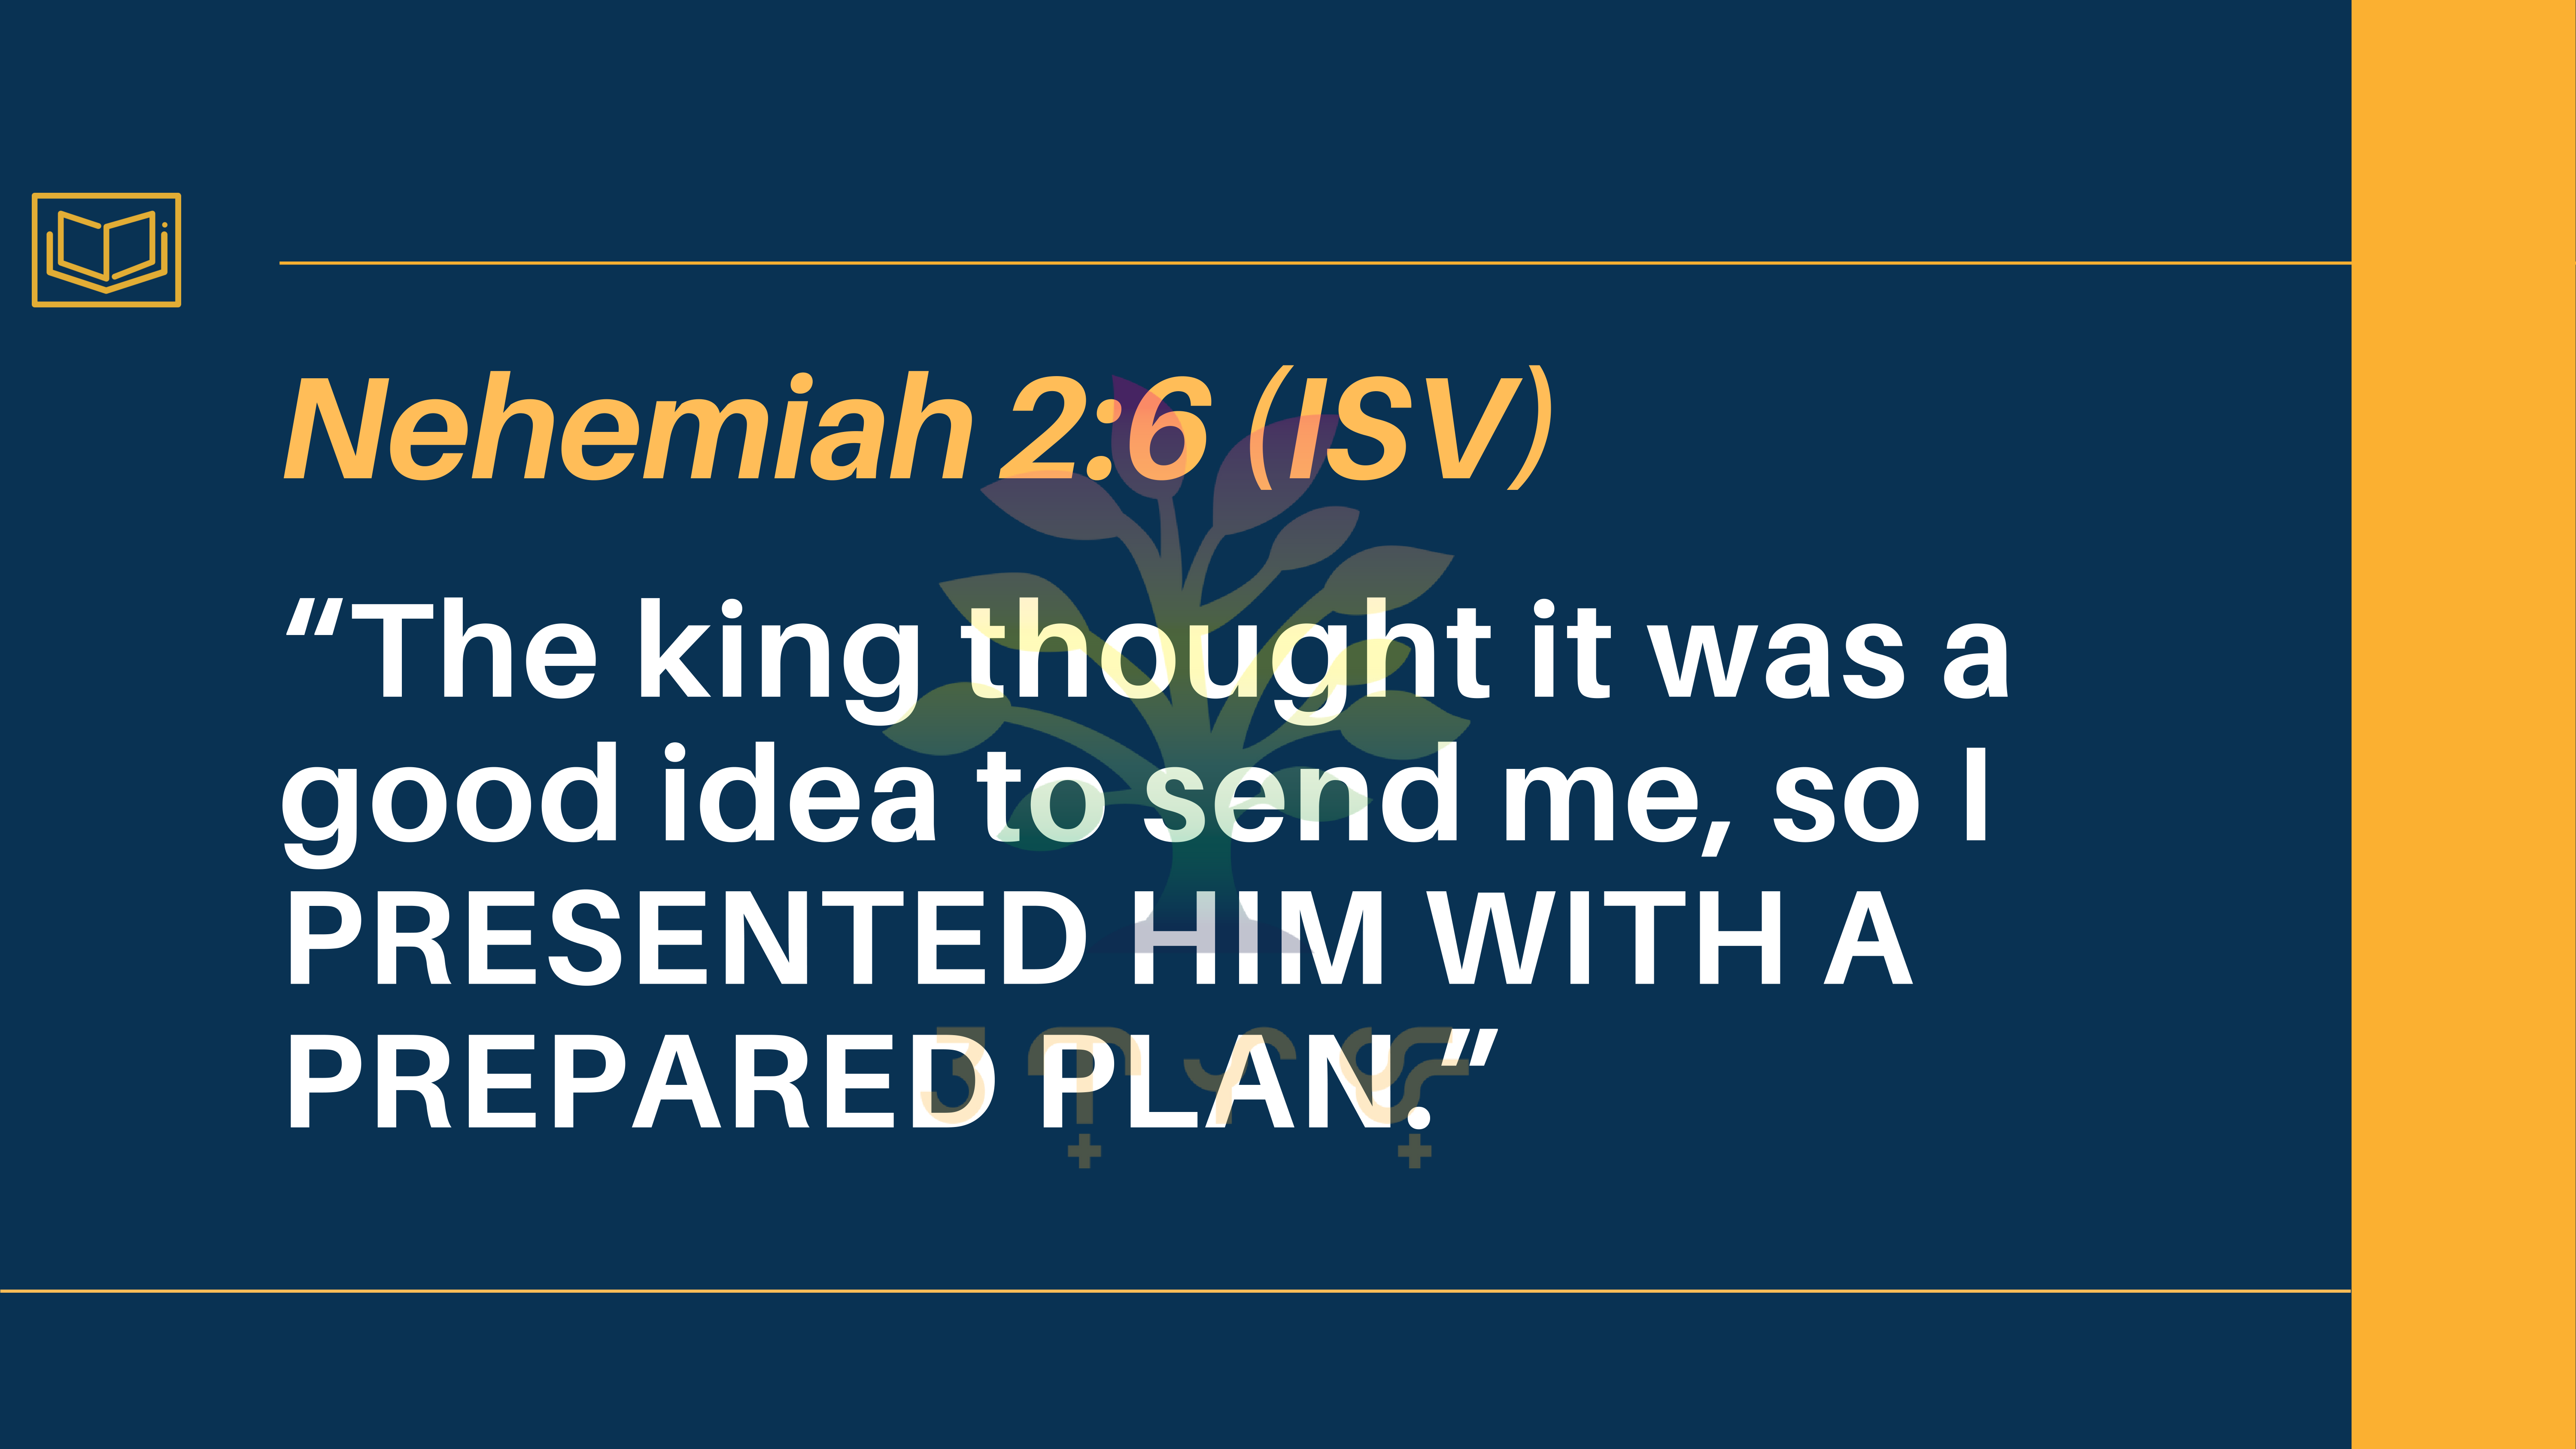 Nehemiah 2:6 (ISV)
“The king thought it was a
good idea to send me, so I
PRESENTED HIM WITH A
PREPARED PLAN.”